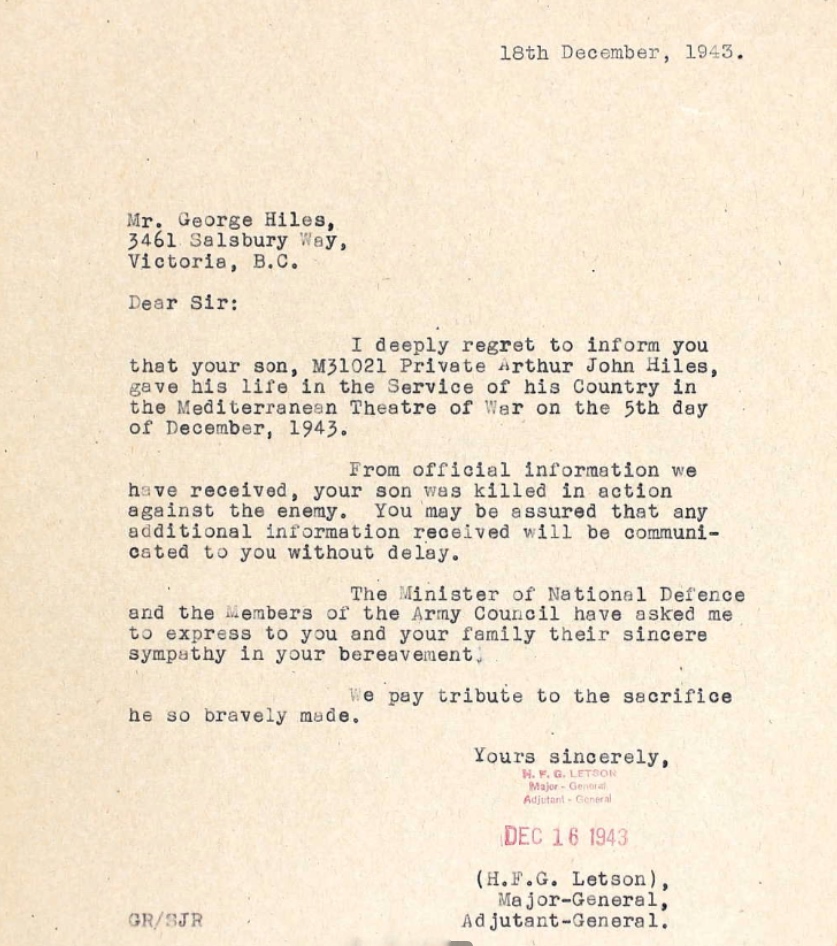 18th December, 1943.
Mr. George Hiles,
3461 Salsbury Way,
Victoria, B.C.
Dear Sir:
I deeply regret to inform you
that your son, M31021 Private Arthur John Hiles,
gave his life in the Service of his Country in
the Mediterranean Theatre of War on the 5th day
of December, 1943.
From official information we
have received, your son was killed in action
against the enemy. You may be assured that any
additional information received will be communi-
cated to you without delay.
The Minister of National Defence
and the Members of the Army Council have asked me
to express to you and your family their sincere
sympathy in your bereavement.
We pay tribute to the sacrifice
he so bravely made.
Yours sincerely,
H. F. G. LETSON
Major - General
Adjutant - General
DEC 16 1943
(H.F.G. Letson),
Major-General,
Adjutant-General.
GR/SJR